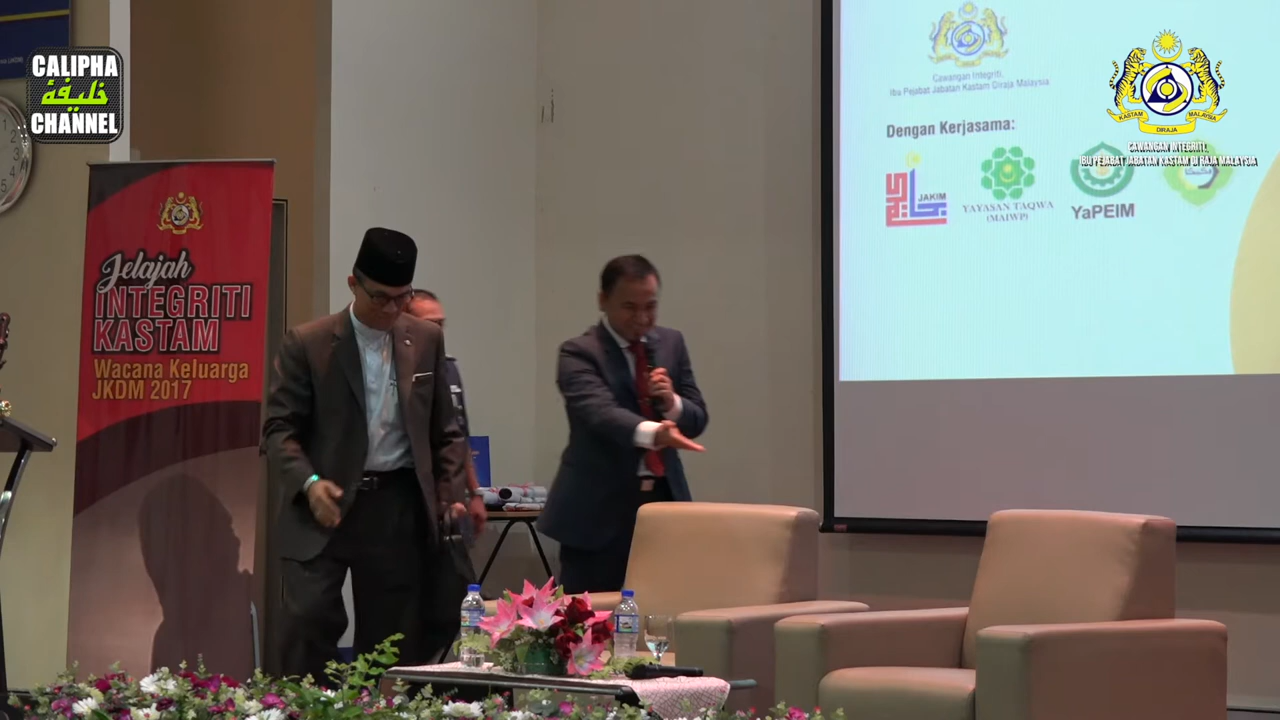 CALIPHA
خليفة
CHANNEL
Jelajah
INTEGRITI
KASTAM
Wacana Keluarga
JKDM 2017
Cawangan Integriti,
Ibu Pejabat Jabatan Kastam Diraja Malaysia
Dengan Kerjasama:
JAKIM
YAYASAN TAQWA
(MAIWP)
YaPEIM
KASTAM
MALAYSIA
DIRAJA
CAWANGAN INTEGRITI,
IBU PEJABAT JABATAN KASTAM DI RAJA MALAYSIA